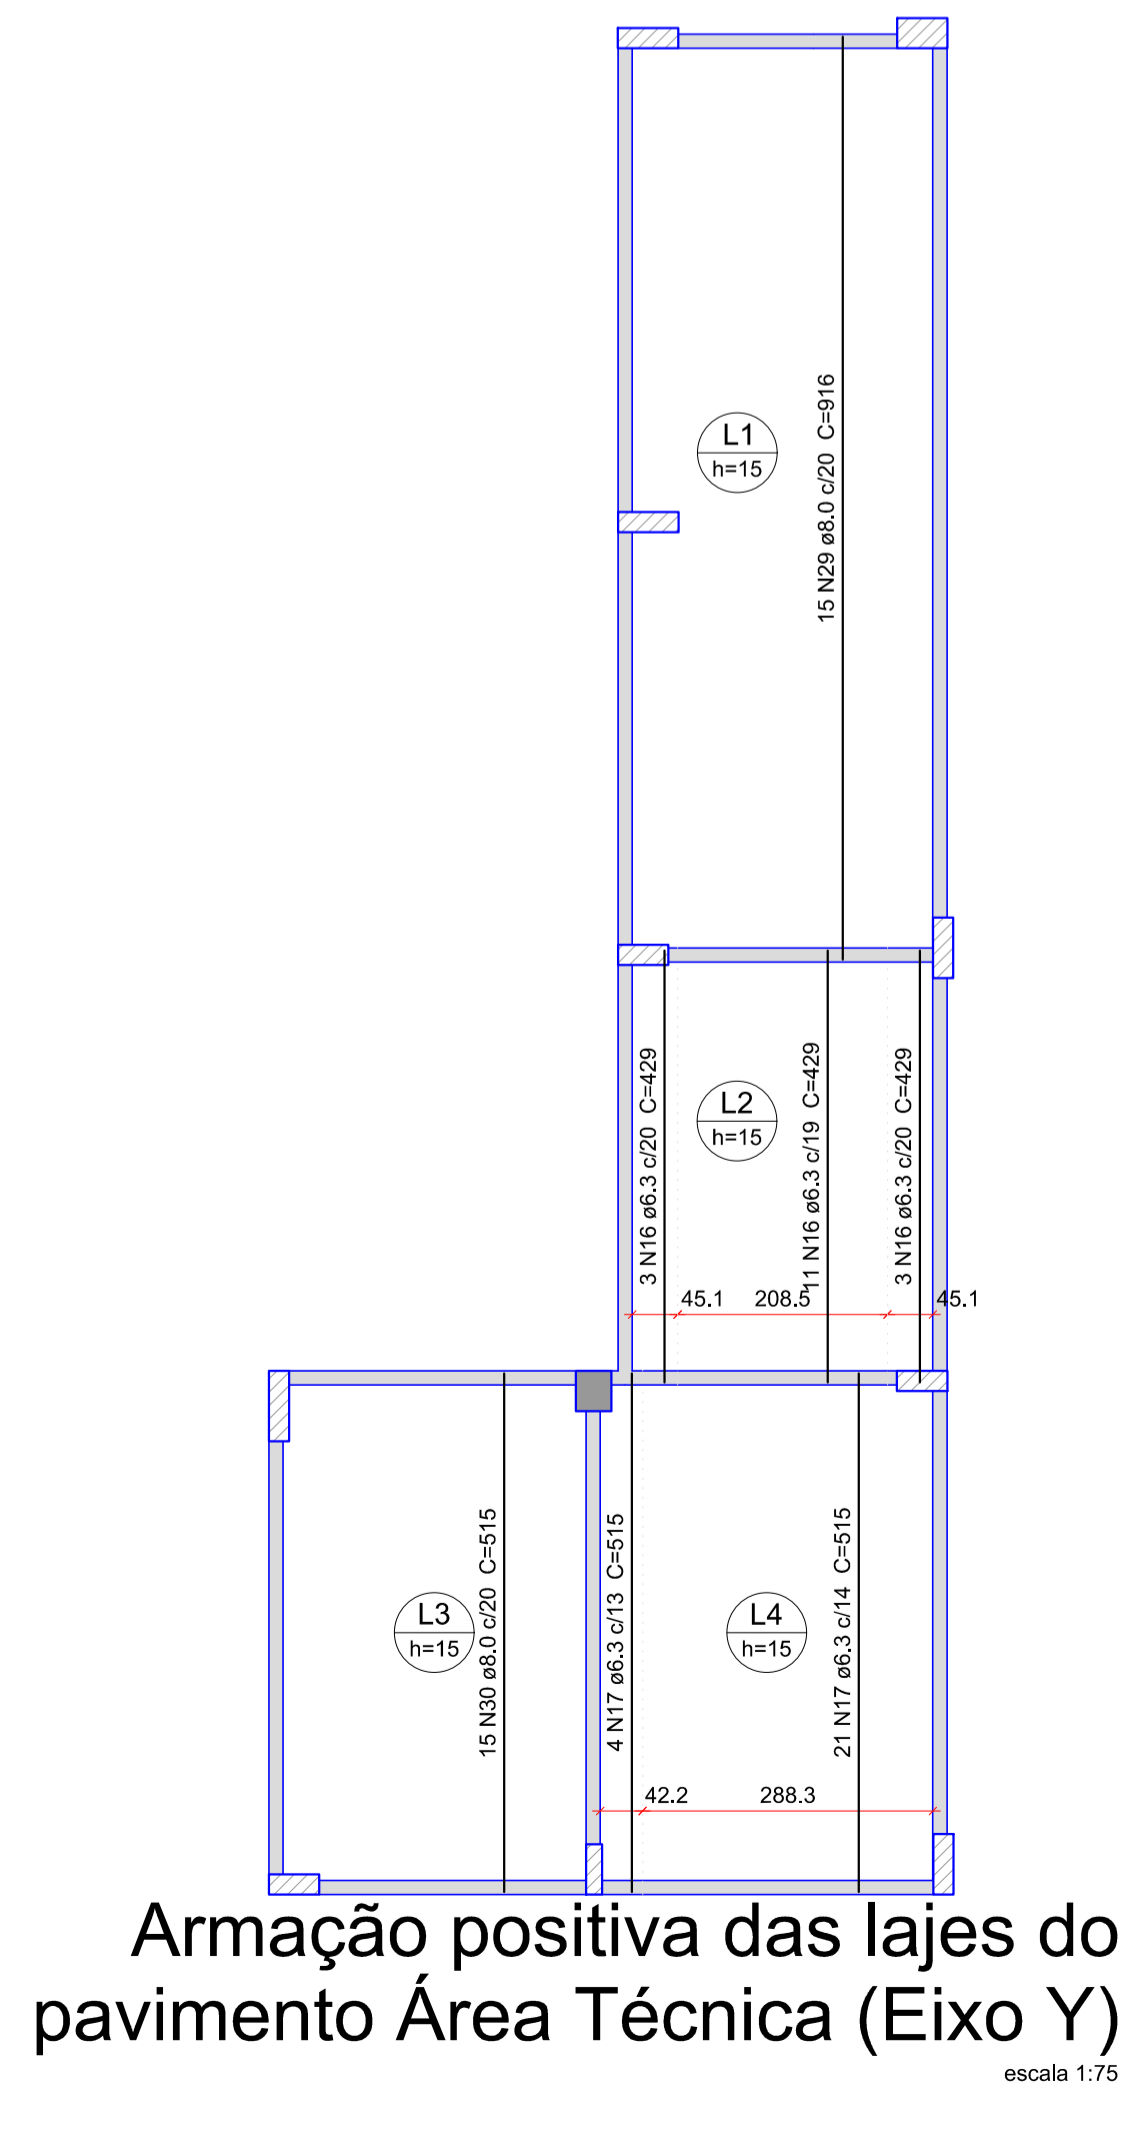 L1
h=15
15 N29 ø8.0 c/20  C=916
L2
h=15
3 N16 ø6.3 c/20  C=429
11 N16 ø6.3 c/19  C=429
3 N16 ø6.3 c/20  C=429
45.1
208.5
45.1
L3
h=15
15 N30 ø8.0 c/20  C=515
4 N17 ø6.3 c/13  C=515
L4
h=15
21 N17 ø6.3 c/14  C=515
42.2
288.3
Armação positiva das lajes do
pavimento Área Técnica (Eixo Y)
escala 1:75